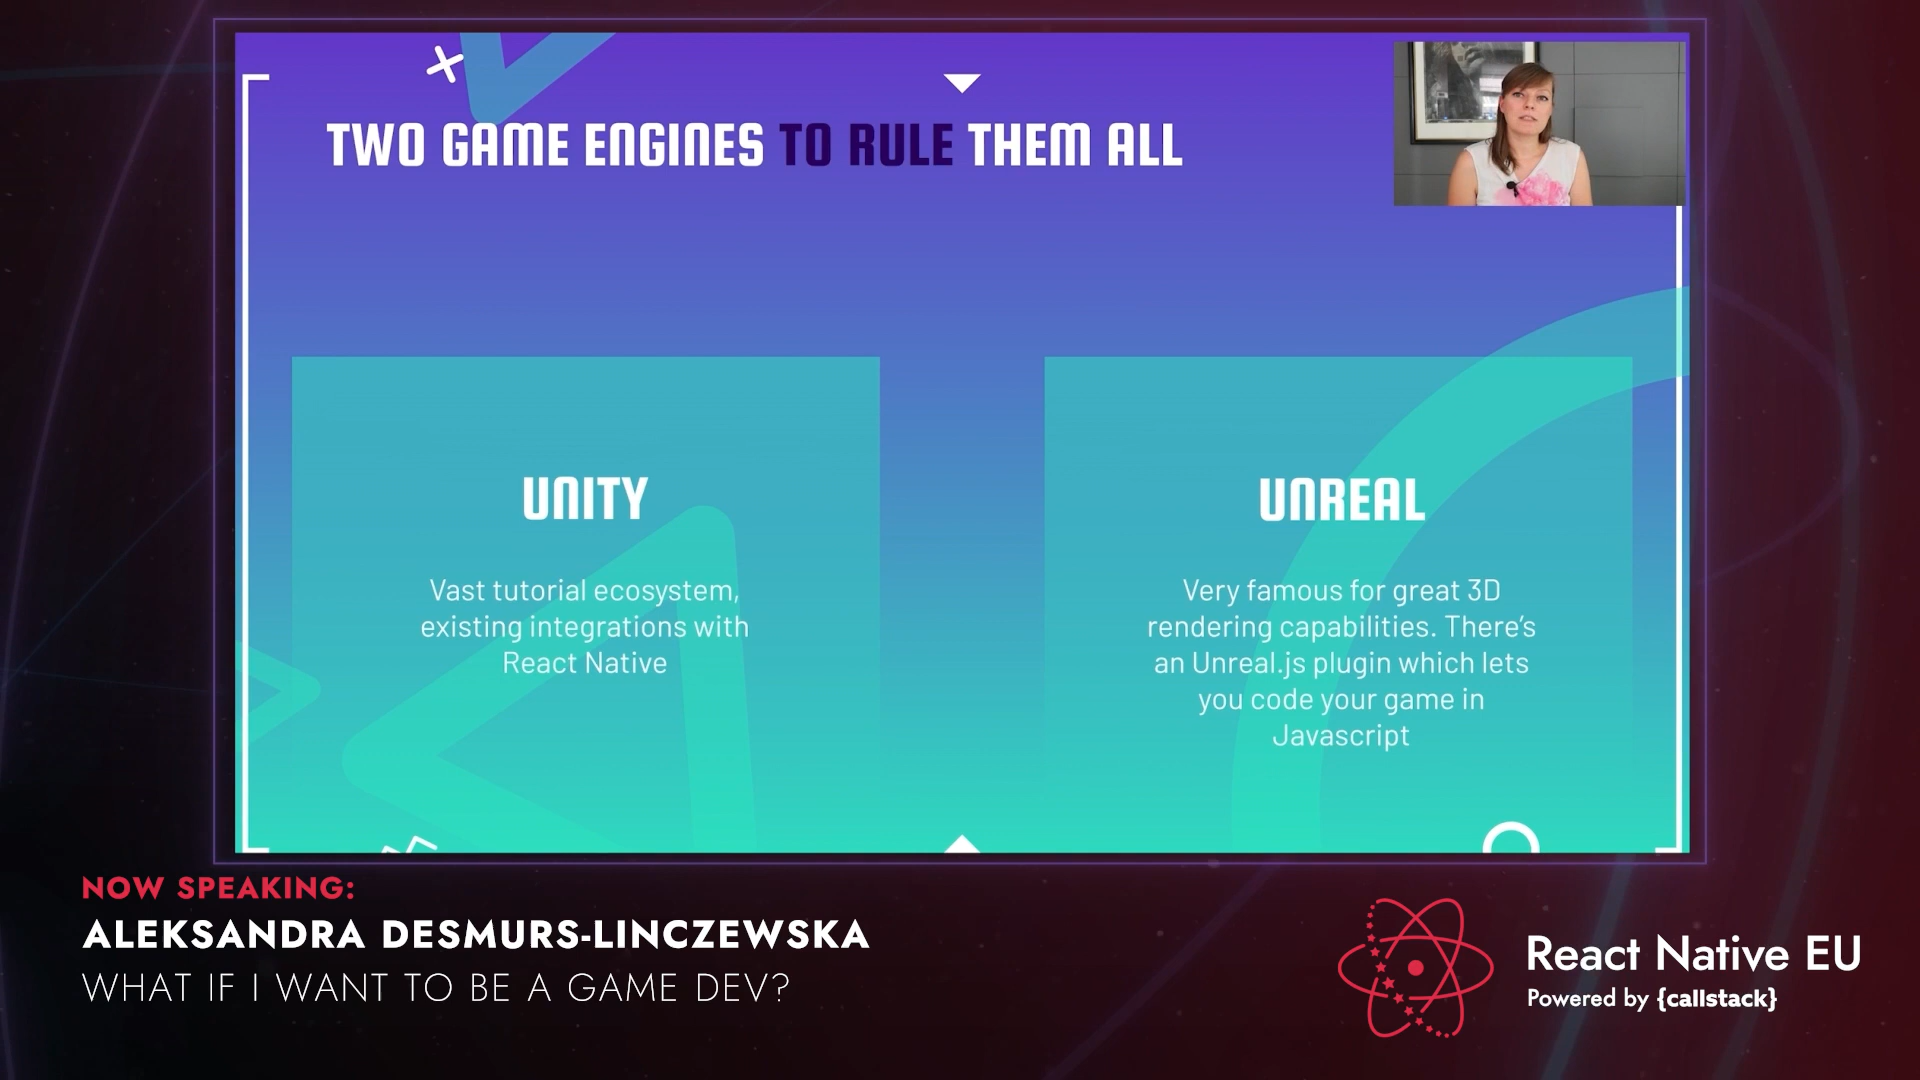 TWO GAME ENGINES TO RULE THEM ALL
UNITY
Vast tutorial ecosystem,
existing integrations with
React Native
UNREAL
Very famous for great 3D
rendering capabilities. There's
an Unreal.js plugin which lets
you code your game in
Javascript
NOW SPEAKING:
ALEKSANDRA DESMURS-LINCZEWSKA
WHAT IF I WANT TO BE A GAME DEV?
React Native EU
Powered by {callstack}